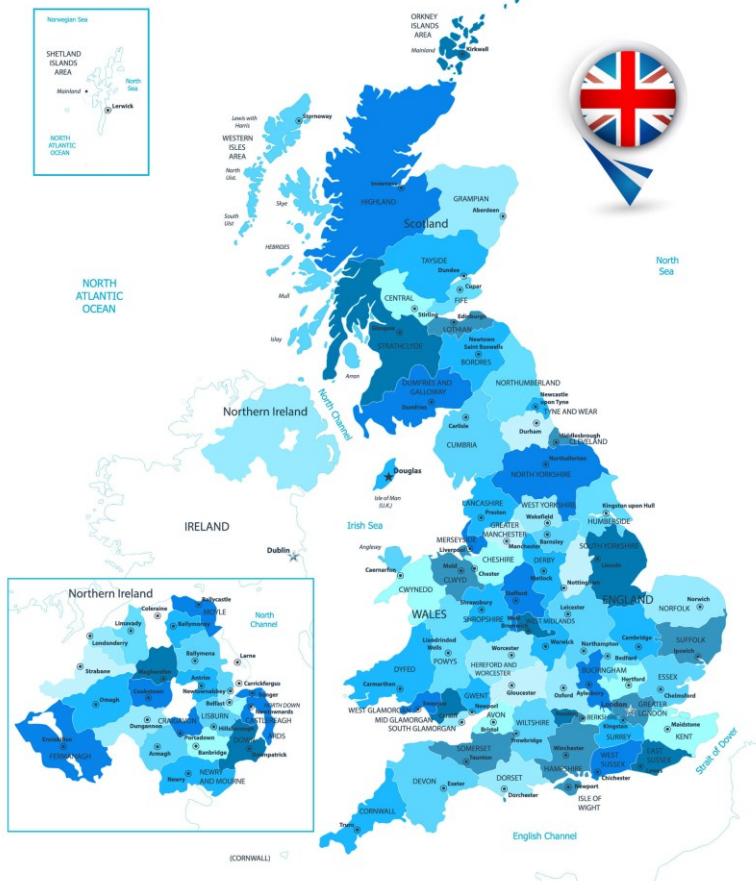 Norwegian Sea
SHETLAND
ISLANDS
AREA
Mainland
North
Sea
Lerwick
NORTH
ATLANTIC
OCEAN
ORKNEY
ISLANDS
AREA
Mainland
Kirkwall
Lewis with
Harris
Stornoway
WESTERN
ISLES
AREA
North
Uist.
Skye
South
Uist
HEBRIDES
Inverness
HIGHLAND
GRAMPIAN
Aberdeen
Scotland
NORTH
ATLANTIC
OCEAN
North
Sea
TAYSIDE
Dundee
Mull
CENTRAL
Cupar
FIFE
Stirling
Edinburgh
LOTHIAN
Islay
Glasgow
STRATHCLYDE
Arran
Newtown
Saint Boswells
BORDRES
DUMFRIES AND
GALLOWAY
Dumfries
NORTHUMBERLAND
Newcastle
upon Tyne
TYNE AND WEAR
North Channel
Northern Ireland
Carlisle
Durham
Middlesbrough
CLEVELAND
CUMBRIA
Northallerton
NORTH YORKSHIRE
Douglas
Isle of Man
(U.K.)
IRELAND
Dublin
Irish Sea
LANCASHIRE
Preston
WEST YORKSHIRE
Wakefield
Kingston upon Hull
HUMBERSIDE
GREATER
MANCHESTER
Manchester
Barnsley
MERSEYSIDE
Liverpool
SOUTH YORKSHIRE
Lincoln
Anglesey
Caernarfon
GWYNEDD
Mold
CLWYD
CHESHIRE
Chester
DERBY
Matlock
Nottinghan
Stafford
ENGLAND
WALES
Shrewsbury
SHROPSHIRE
West
Bromwich
WEST MIDLANDS
Leicester
NORFOLK
Norwich
Llandrindod
Wells
POWYS
Worcester
Warwick
Northampton
Cambridge
Bedford
SUFFOLK
Ipswich
DYFED
Carmarthen
HEREFORD AND
WORCESTER
Gloucester
Oxford
BUCINGHAM
Aylesbury
Hertford
ESSEX
Chelmsford
WEST GLAMORGAN
MID GLAMORGAN
SOUTH GLAMORGAN
Swansea
Cardiff
GWENT
Newport
AVON
Bristol
WILTSHIRE
Trowbridge
Reading
BERKSHIRE
London
GREATER
LONDON
Kingston
SURREY
Maidstone
KENT
SOMERSET
Taunton
Winchester
HAMPSHIRE
WEST
SUSSEX
Chichester
EAST
SUSSEX
Lewes
Strait of Dover
DEVON
Exeter
DORSET
Dorchester
Newport
ISLE OF
WIGHT
CORNWALL
Truro
English Channel
(CORNWALL)
Northern Ireland
North
Channel
Ballycastle
MOYLE
Coleraine
Limavady
Ballymoney
Londonderry
Strabane
Ballymena
Larne
Magherafelt
Antrim
Newtownabbey
Carrickfergus
Bangor
NORTH DOWN
Newtownards
Cookstown
Omagh
Belfast
CASTLEREAGH
ARDS
Dungannon
CRAIGAVON
LISBURN
Hillsborough
Enniskillen
FERMANAGH
Armagh
Portadown
Banbridge
DOWN
Downpatrick
Newry
NEWRY
AND MOURNE